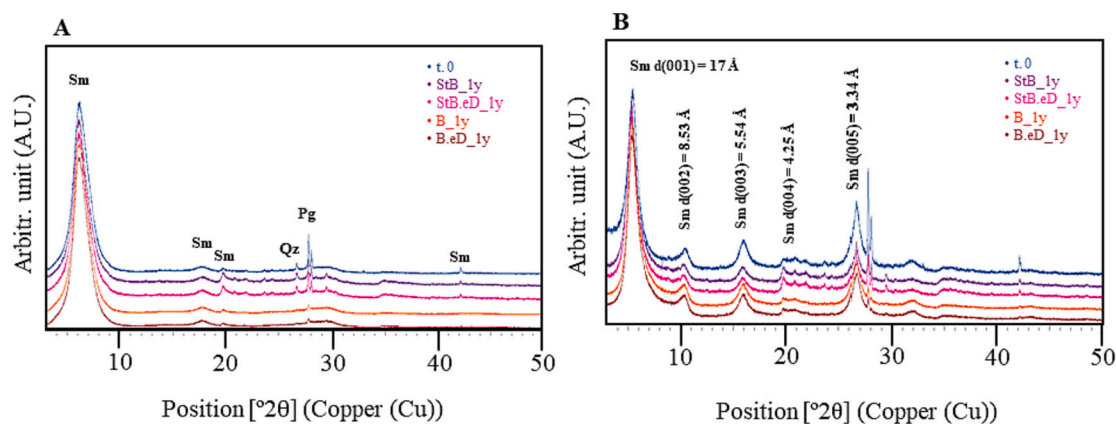 A
Arbitr. unit (A.U.)
Sm
• t.0
• StB_1y
• StB.eD_1y
• B_1y
• B.eD_1y
Sm
Sm
Qz
Pg
Sm
10
20
30
40
50
Position [°2θ] (Copper (Cu))
B
Arbitr. unit (A.U.)
Sm d(001) = 17 Å
Sm d(002) = 8.53 Å
Sm d(003) = 5.54 Å
Sm d(004) = 4.25 Å
Sm d(005) = 3.34 Å
• t.0
• StB_1y
• StB.eD_1y
• B_1y
• B.eD_1y
10
20
30
40
50
Position [°2θ] (Copper (Cu))